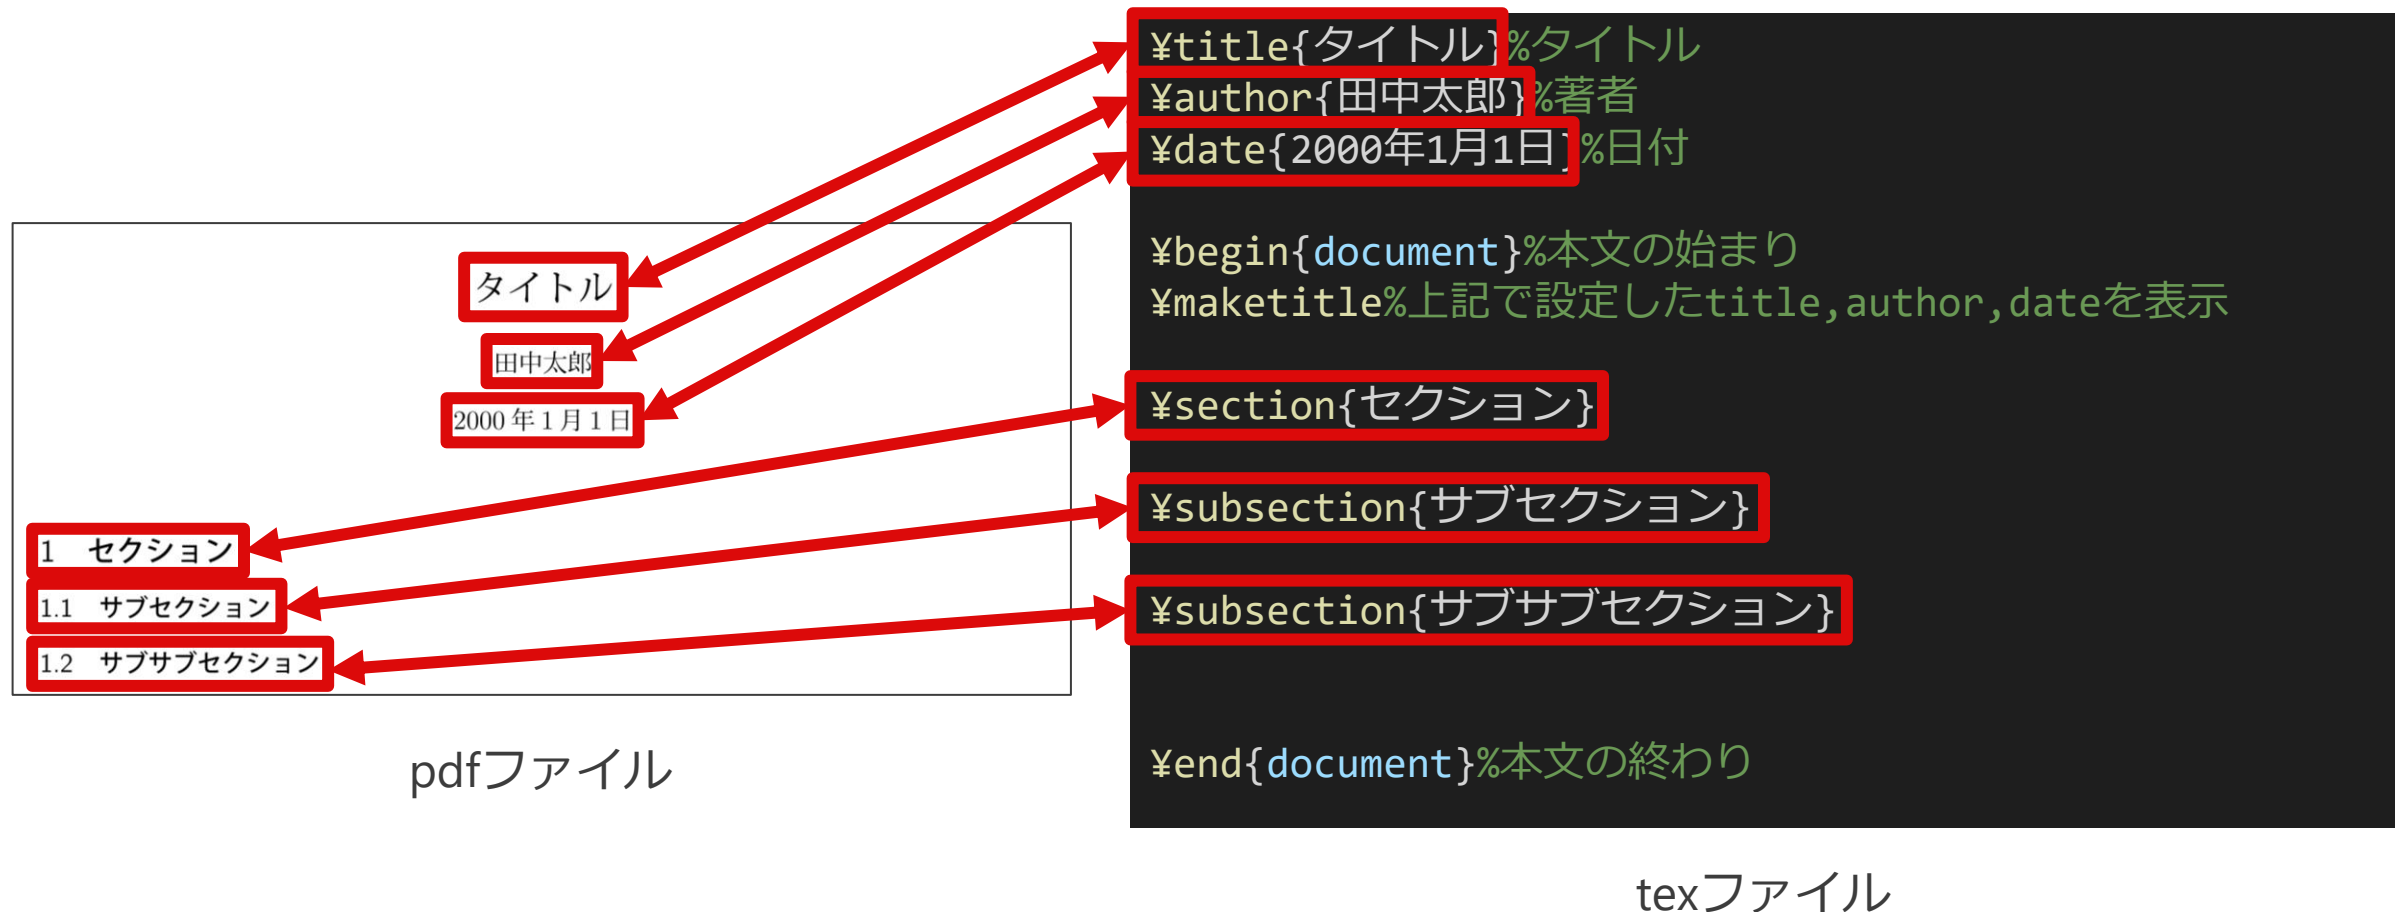 タイトル
田中太郎
2000年1月1日
1 セクション
1.1 サブセクション
1.2 サブサブセクション
pdfファイル
¥title{タイトル}%タイトル
¥author{田中太郎}%著者
¥date{2000年1月1日}%日付
¥begin{document}%本文の始まり
¥maketitle%上記で設定したtitle,author,dateを表示
¥section{セクション}
¥subsection{サブセクション}
¥subsection{サブサブセクション}
¥end{document}%本文の終わり
texファイル